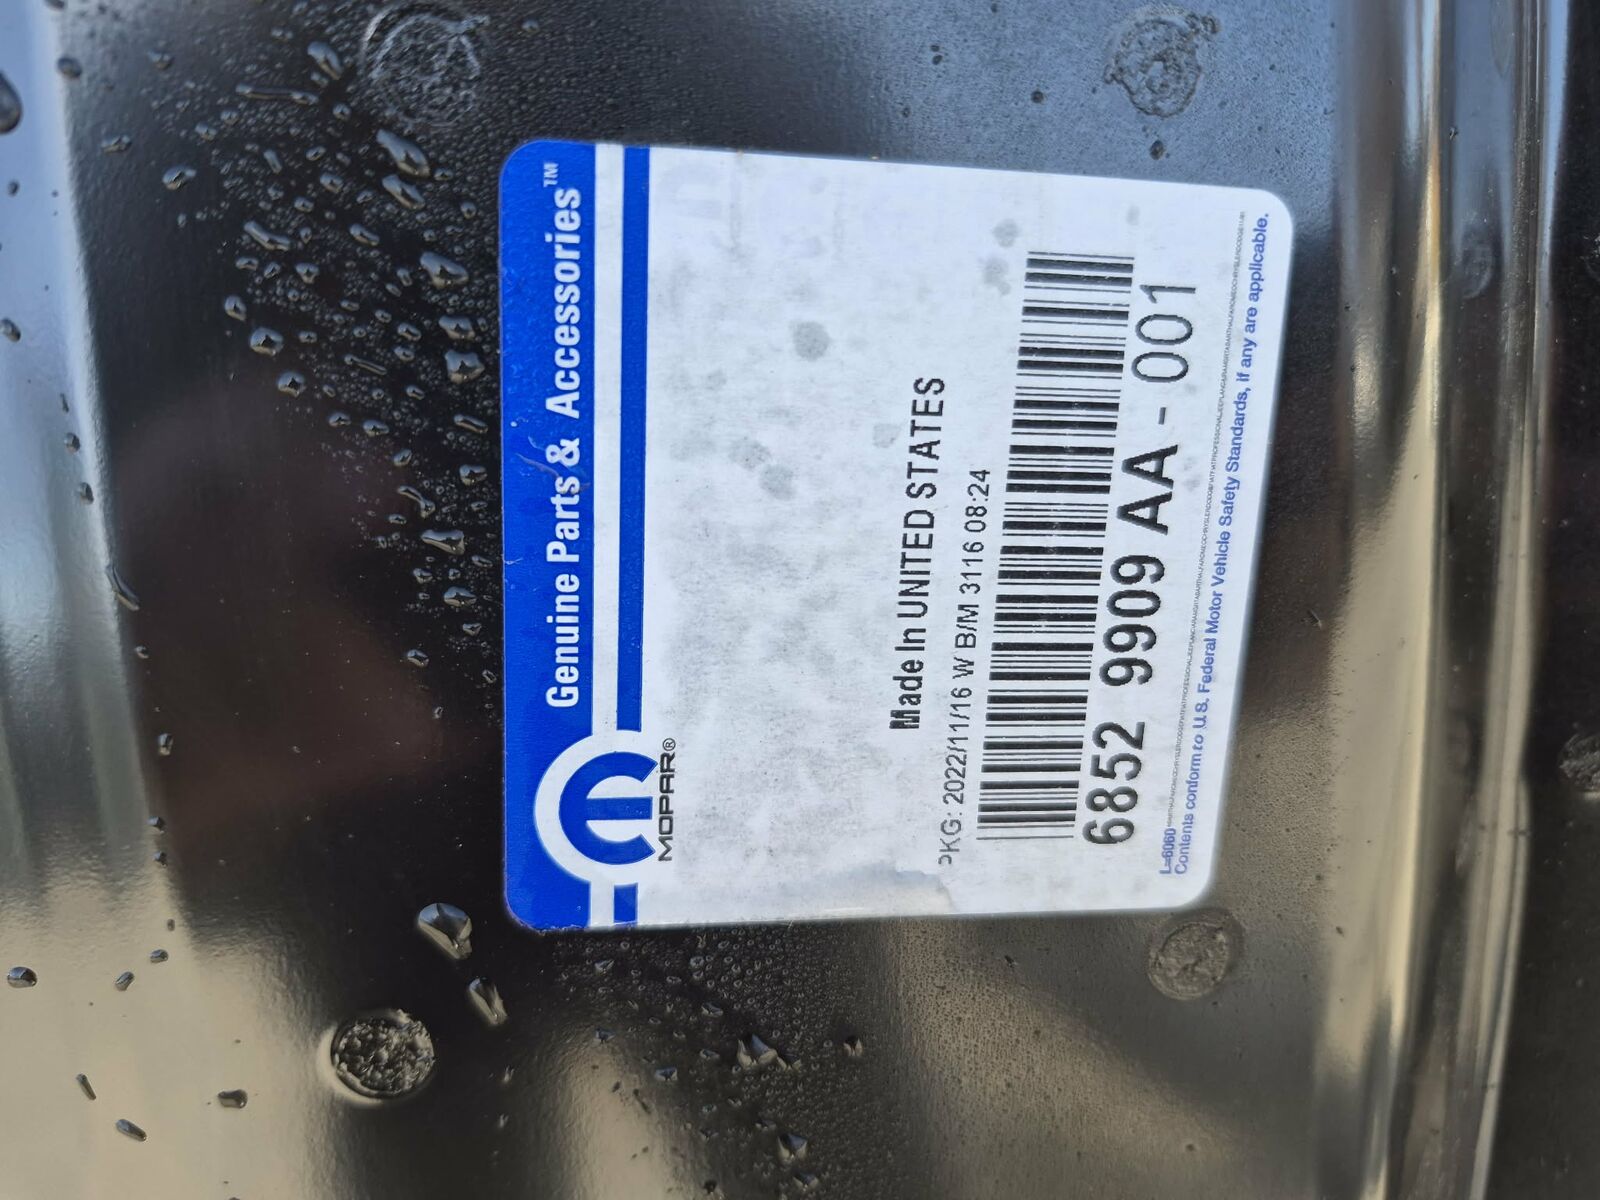 Genuine Parts & Accessories™
MOPAR®
Made In UNITED STATES
PKG: 2022/11/16 W B/M 3116 08:24
6852 9909 AA - 001
L=6060
Contents conform to U.S. Federal Motor Vehicle Safety Standards, if any are applicable.